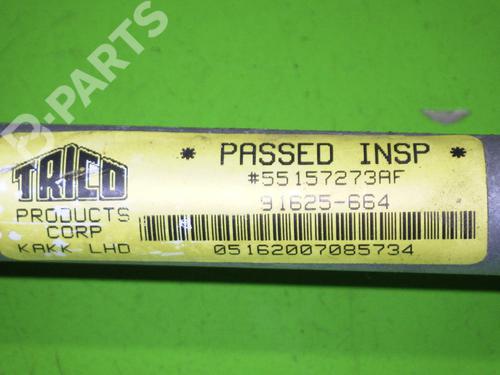 B-PARTS
TRICO
PRODUCTS
CORP
KAKK LHD
* PASSED INSP *
#55157273AF
91625-664
05162007085734